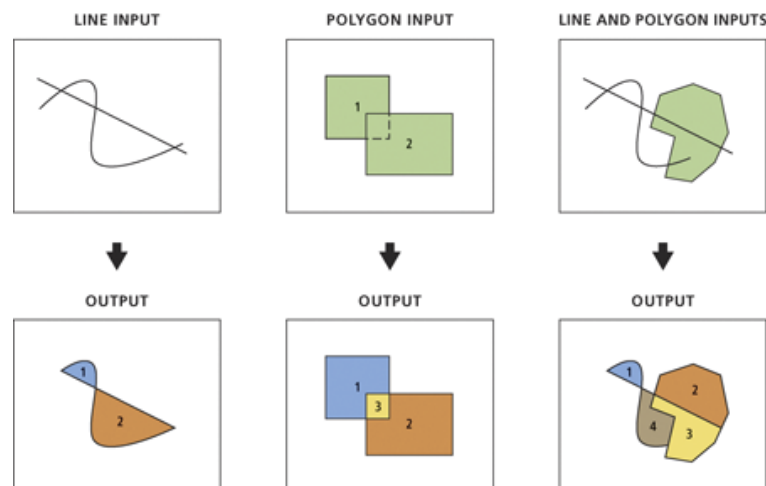 LINE INPUT
POLYGON INPUT
LINE AND POLYGON INPUTS
1
2
OUTPUT
OUTPUT
OUTPUT
1
2
1
3
2
1
2
4
3